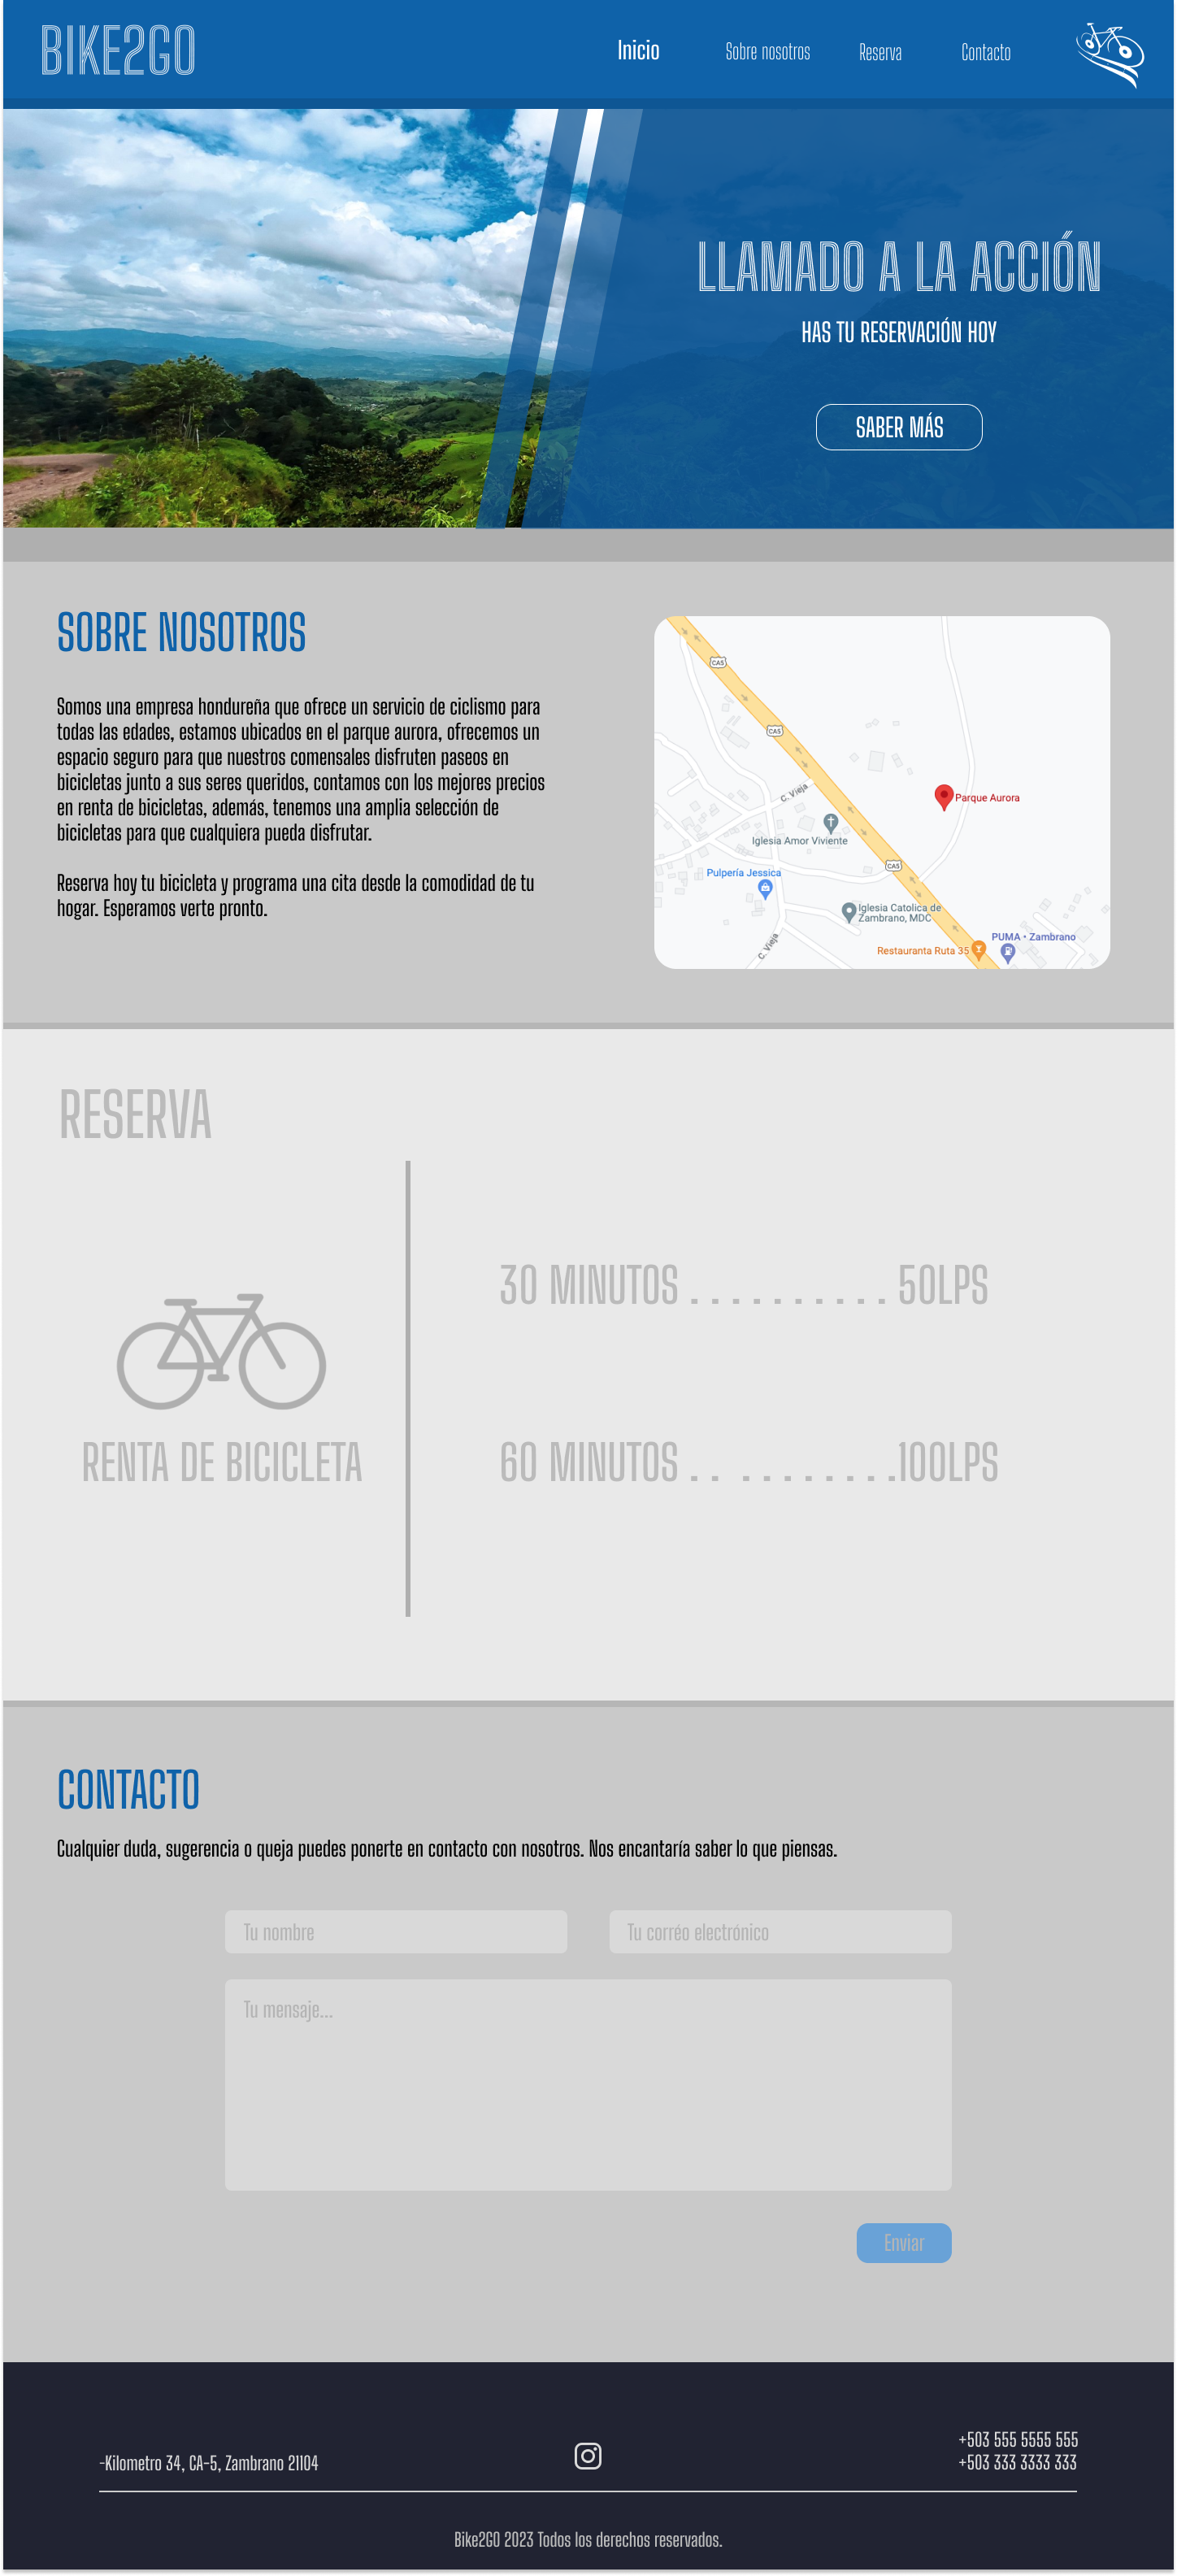 BIKE2GO
Inicio
Sobre nosotros
Reserva
Contacto
LLAMADO A LA ACCIÓN
HAS TU RESERVACIÓN HOY
SABER MÁS
SOBRE NOSOTROS
Somos una empresa hondureña que ofrece un servicio de ciclismo para
todas las edades, estamos ubicados en el parque aurora, ofrecemos un
espacio seguro para que nuestros comensales disfruten paseos en
bicicletas junto a sus seres queridos, contamos con los mejores precios
en renta de bicicletas, además, tenemos una amplia selección de
bicicletas para que cualquiera pueda disfrutar.
Reserva hoy tu bicicleta y programa una cita desde la comodidad de tu
hogar. Esperamos verte pronto.
CA5
CA5
C. Vieja
Parque Aurora
Iglesia Amor Viviente
CA5
Pulpería Jessica
Iglesia Catolica de
Zambrano, MDC
C. Vieja
PUMA • Zambrano
Restauranta Ruta 35
RESERVA
30 MINUTOS . . . . . . . . . . 50LPS
60 MINUTOS . . . . . . . . . .100LPS
RENTA DE BICICLETA
CONTACTO
Cualquier duda, sugerencia o queja puedes ponerte en contacto con nosotros. Nos encantaría saber lo que piensas.
Tu nombre
Tu corréo electrónico
Tu mensaje...
Enviar
-Kilometro 34, CA-5, Zambrano 21104
+503 555 5555 555
+503 333 3333 333
Bike2GO 2023 Todos los derechos reservados.